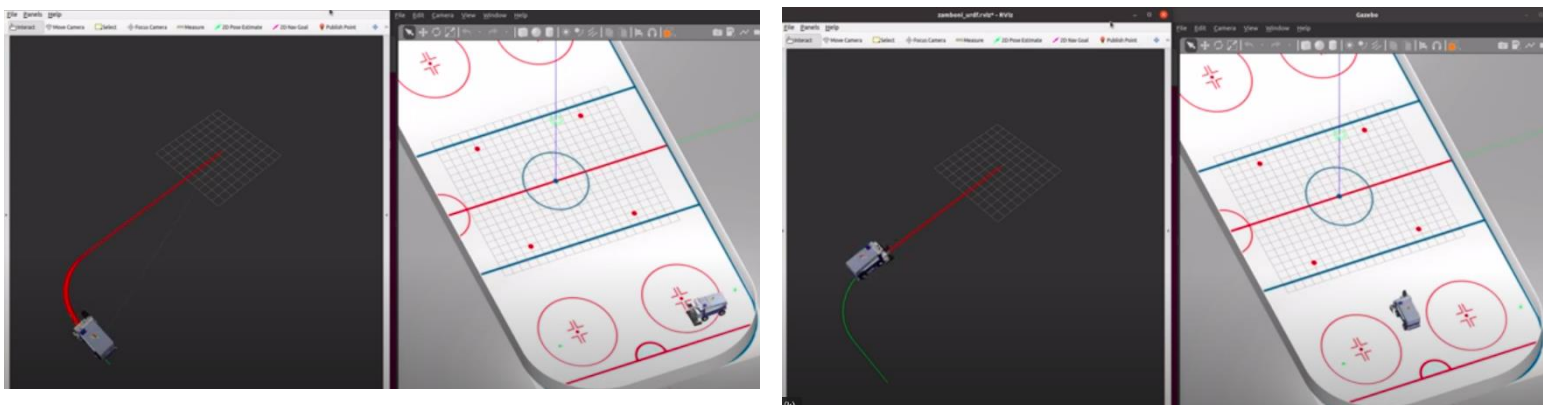 File Panels Help
Interact Move Camera Select Focus Camera Measure 2D Pose Estimate 2D Nav Goal Publish Point
File Edit Camera View Window Help
zamboni_urdf.rviz* - RViz
File Panels Help
Interact Move Camera Select Focus Camera Measure 2D Pose Estimate 2D Nav Goal Publish Point
Gazebo
File Edit Camera View Window Help